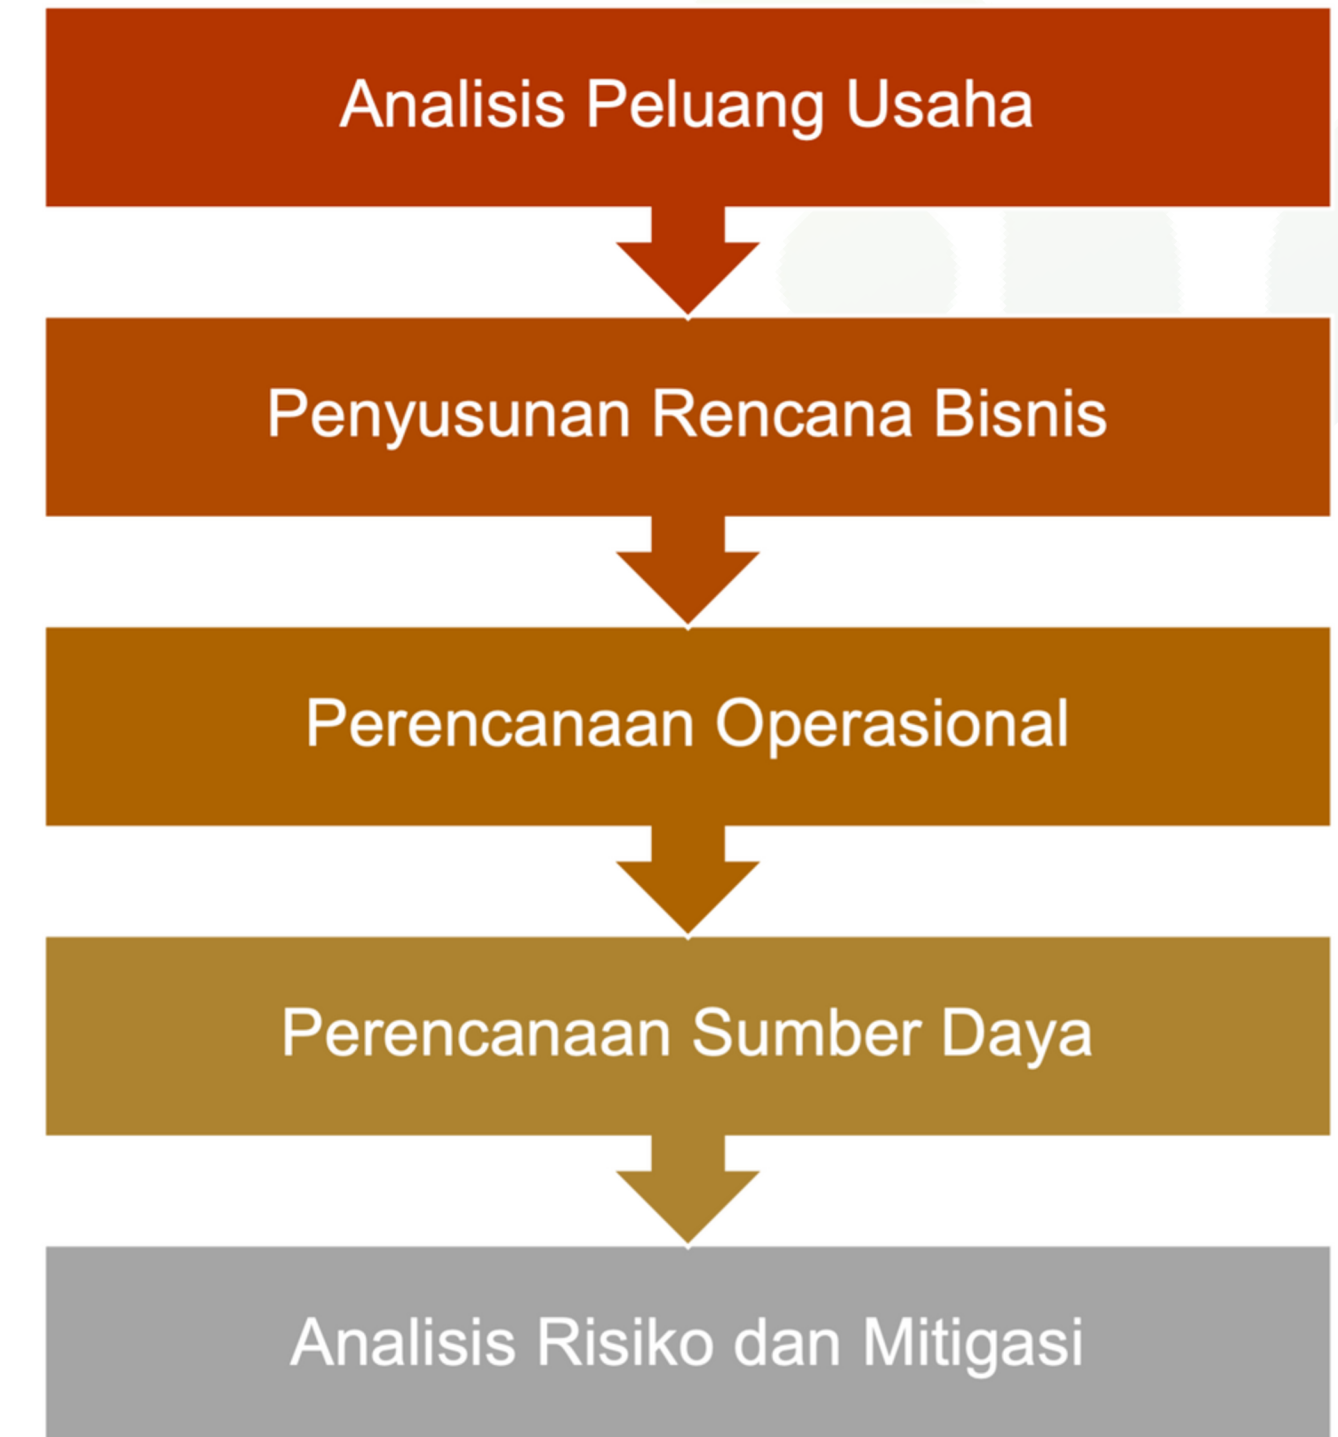 Analisis Peluang Usaha
Penyusunan Rencana Bisnis
Perencanaan Operasional
Perencanaan Sumber Daya
Analisis Risiko dan Mitigasi